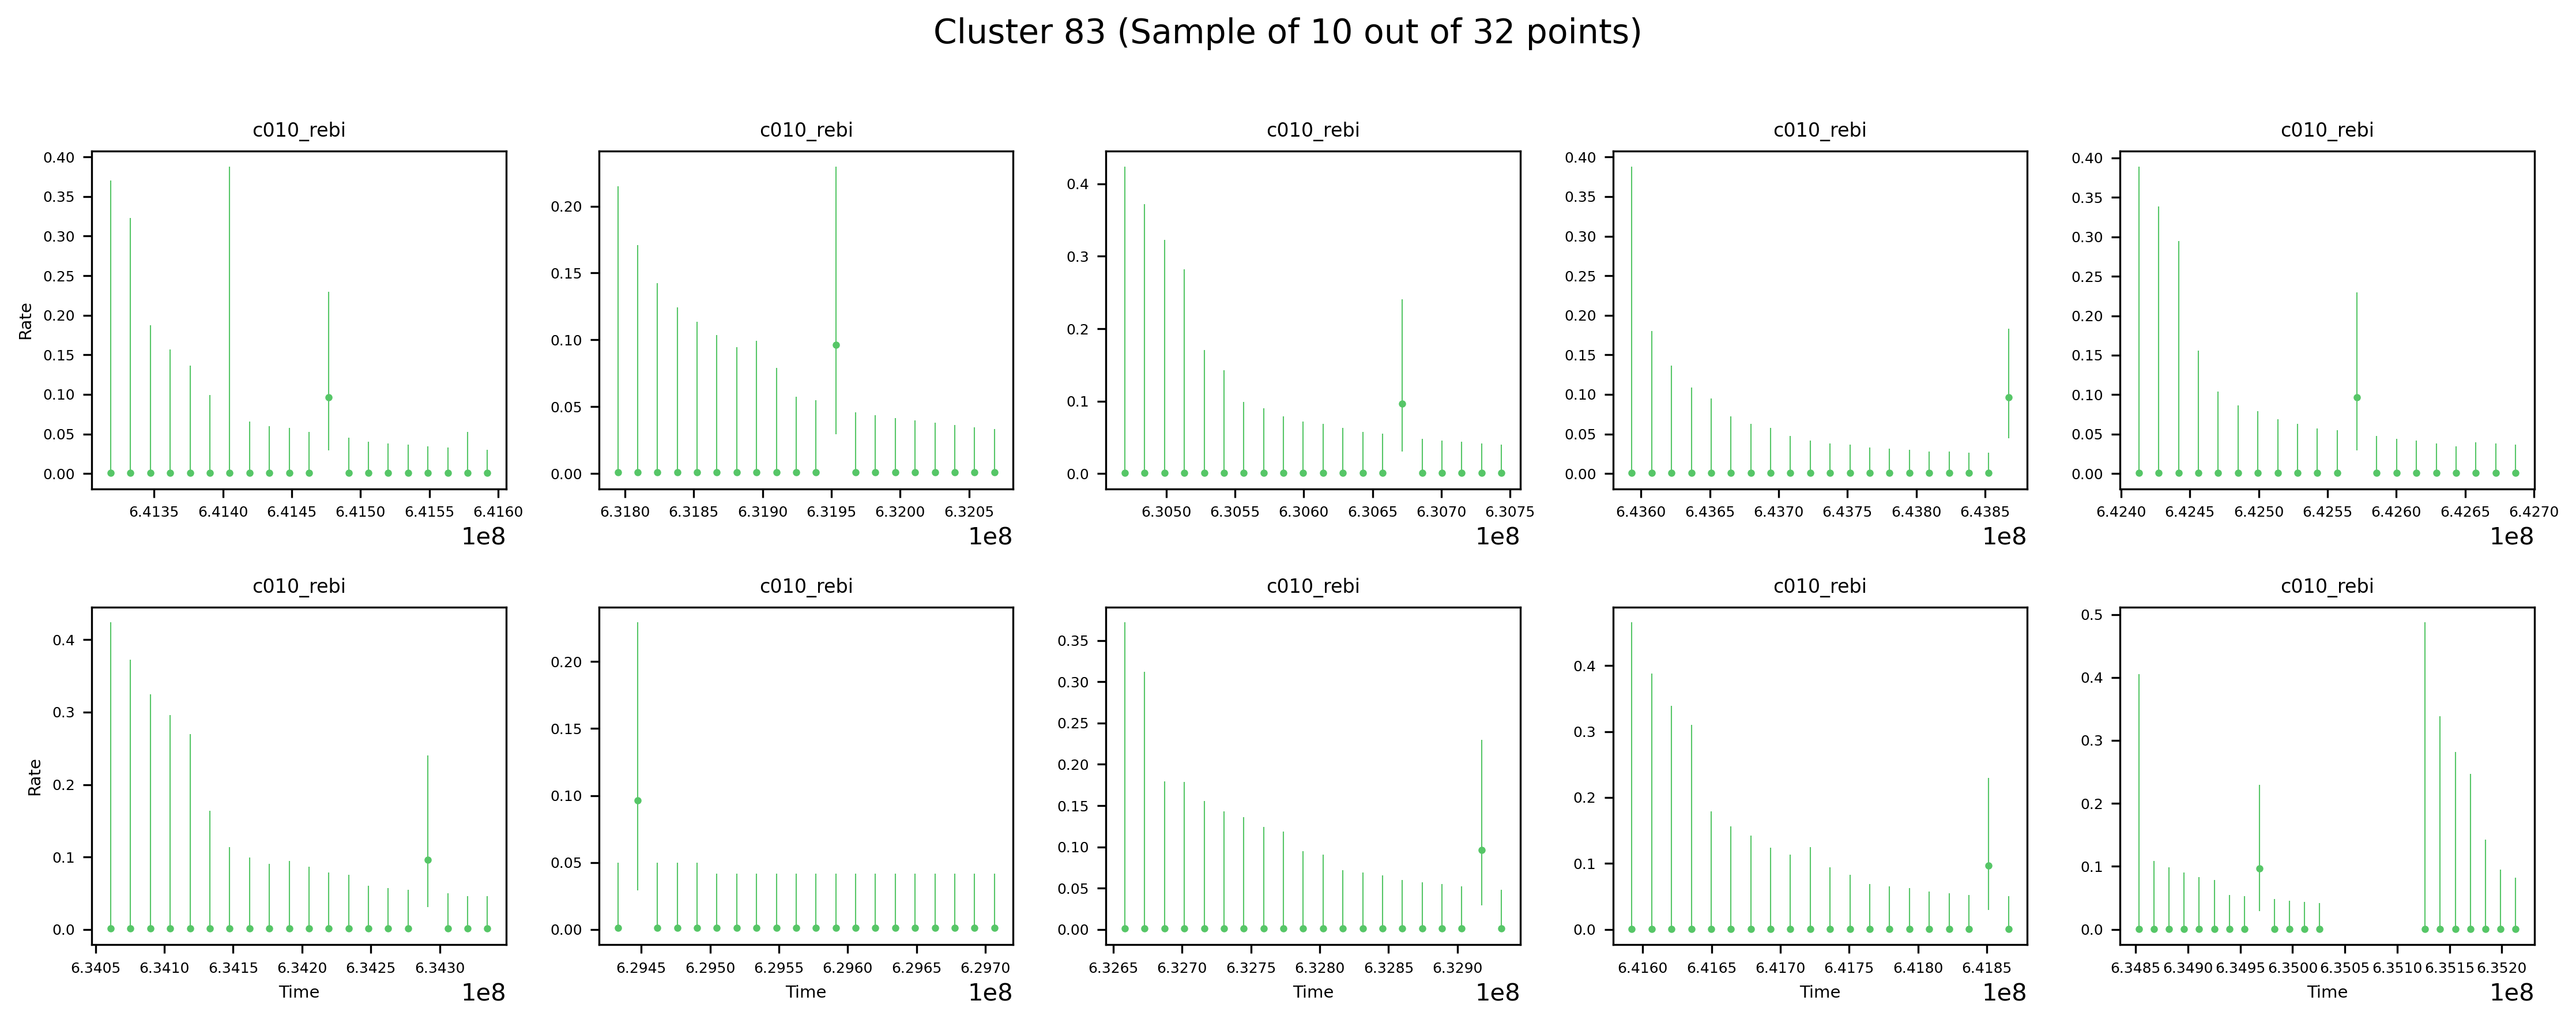 Cluster 83 (Sample of 10 out of 32 points)
c010_rebi c010_rebi c010_rebi c010_rebi c010_rebi
Rate
0.40 0.35 0.30 0.25 0.20 0.15 0.10 0.05 0.00
6.4135 6.4140 6.4145 6.4150 6.4155 6.4160
1e8
0.20 0.15 0.10 0.05 0.00
6.3180 6.3185 6.3190 6.3195 6.3200 6.3205
1e8
0.4 0.3 0.2 0.1 0.0
6.3050 6.3055 6.3060 6.3065 6.3070 6.3075
1e8
0.40 0.35 0.30 0.25 0.20 0.15 0.10 0.05 0.00
6.4360 6.4365 6.4370 6.4375 6.4380 6.4385
1e8
0.40 0.35 0.30 0.25 0.20 0.15 0.10 0.05 0.00
6.4240 6.4245 6.4250 6.4255 6.4260 6.4265 6.4270
1e8
c010_rebi c010_rebi c010_rebi c010_rebi c010_rebi
Rate
0.4 0.3 0.2 0.1 0.0
6.3405 6.3410 6.3415 6.3420 6.3425 6.3430
Time 1e8
0.20 0.15 0.10 0.05 0.00
6.2945 6.2950 6.2955 6.2960 6.2965 6.2970
Time 1e8
0.35 0.30 0.25 0.20 0.15 0.10 0.05 0.00
6.3265 6.3270 6.3275 6.3280 6.3285 6.3290
Time 1e8
0.4 0.3 0.2 0.1 0.0
6.4160 6.4165 6.4170 6.4175 6.4180 6.4185
Time 1e8
0.5 0.4 0.3 0.2 0.1 0.0
6.3485 6.3490 6.3495 6.3500 6.3505 6.3510 6.3515 6.3520
Time 1e8